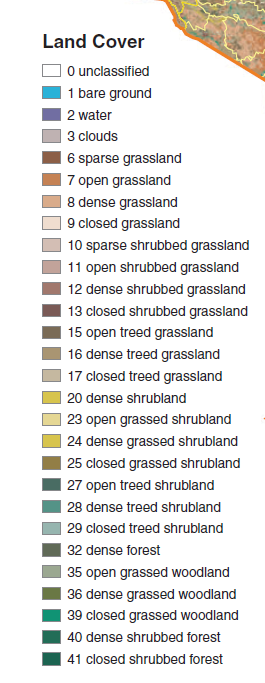 Land Cover
0 unclassified
1 bare ground
2 water
3 clouds
6 sparse grassland
7 open grassland
8 dense grassland
9 closed grassland
10 sparse shrubbed grassland
11 open shrubbed grassland
12 dense shrubbed grassland
13 closed shrubbed grassland
15 open treed grassland
16 dense treed grassland
17 closed treed grassland
20 dense shrubland
23 open grassed shrubland
24 dense grassed shrubland
25 closed grassed shrubland
27 open treed shrubland
28 dense treed shrubland
29 closed treed shrubland
32 dense forest
35 open grassed woodland
36 dense grassed woodland
39 closed grassed woodland
40 dense shrubbed forest
41 closed shrubbed forest